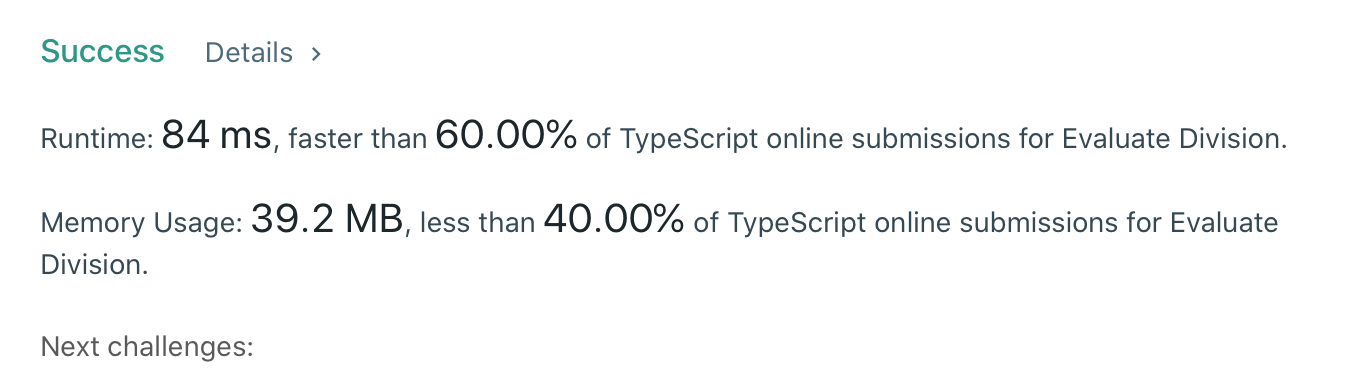 Success Details >
Runtime: 84 ms, faster than 60.00% of TypeScript online submissions for Evaluate Division.
Memory Usage: 39.2 MB, less than 40.00% of TypeScript online submissions for Evaluate
Division.
Next challenges: